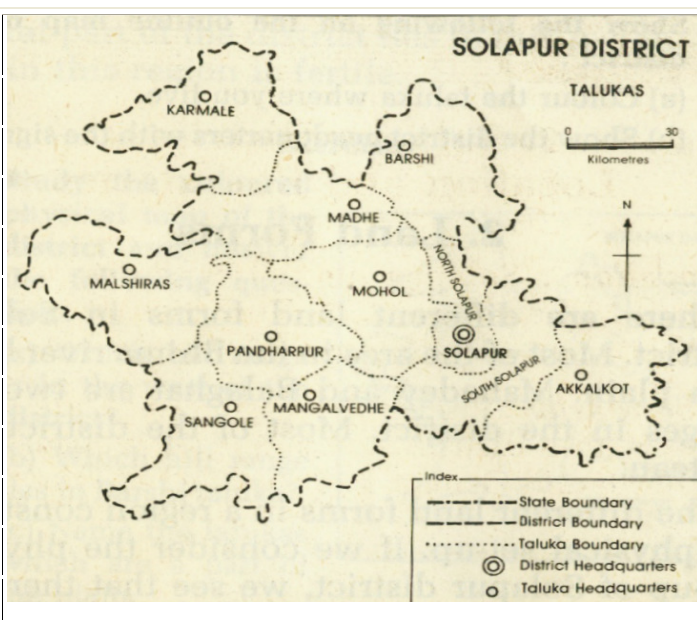 SOLAPUR DISTRICT
TALUKAS
0 30
Kilometres
N
KARMALE
BARSHI
MADHE
NORTH SOLAPUR
MALSHIRAS
MOHOL
PANDHARPUR
SOLAPUR
SOUTH SOLAPUR
AKKALKOT
SANGOLE
MANGALVEDHE
Index
State Boundary
District Boundary
Taluka Boundary
District Headquarters
Taluka Headquarters